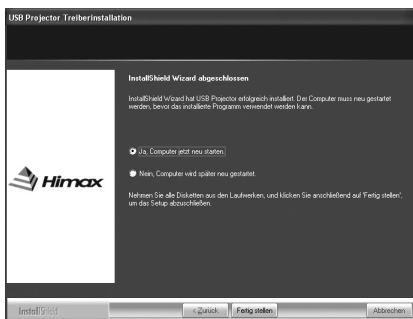 USB Projector Treiberinstallation
InstallShield Wizard abgeschlossen
InstallShield Wizard hat USB Projector erfolgreich installiert. Der Computer muss neu gestartet
werden, bevor das installierte Programm verwendet werden kann.
Ja, Computer jetzt neu starten.
Nein, Computer wird später neu gestartet.
Himax
Nehmen Sie alle Disketten aus den Laufwerken, und klicken Sie anschließend auf 'Fertig stellen',
um das Setup abzuschließen.
InstallShield
< Zurück
Fertig stellen
Abbrechen